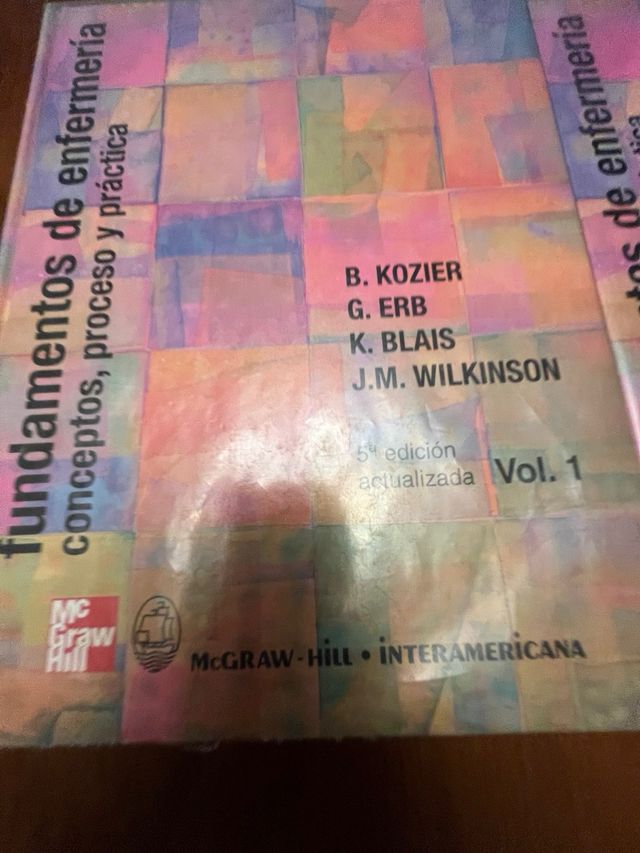 fundamentos de enfermería
conceptos, proceso y práctica
B. KOZIER
G. ERB
K. BLAIS
J.M. WILKINSON
5ª edición
actualizada
Vol. 1
Mc
Graw
Hill
McGRAW-HILL • INTERAMERICANA
tos de enfermería